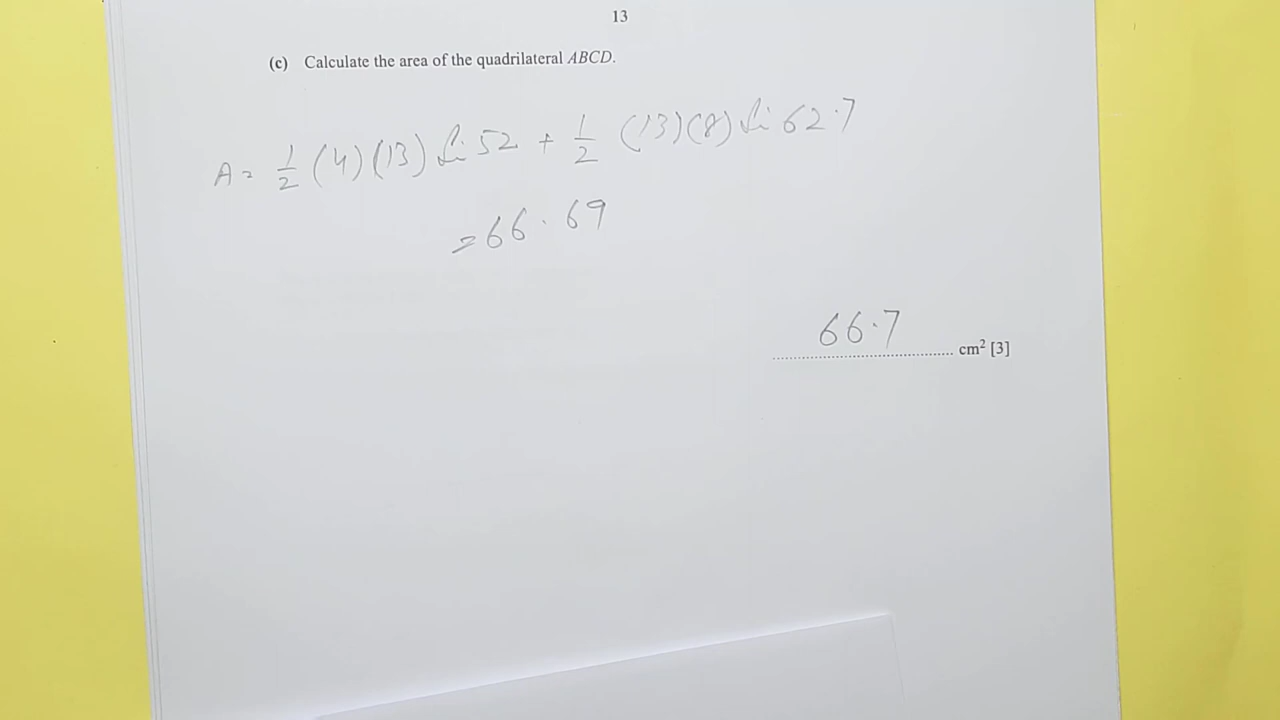 13
(c) Calculate the area of the quadrilateral ABCD.
A = 1/2 (4)(13) sin 52 + 1/2 (13)(8) sin 62.7
= 66.69
66.7
cm² [3]